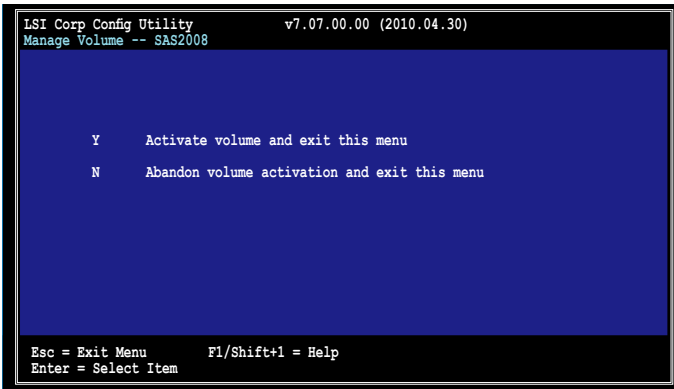 LSI Corp Config Utility v7.07.00.00 (2010.04.30)
Manage Volume -- SAS2008
Y Activate volume and exit this menu
N Abandon volume activation and exit this menu
Esc = Exit Menu F1/Shift+1 = Help
Enter = Select Item